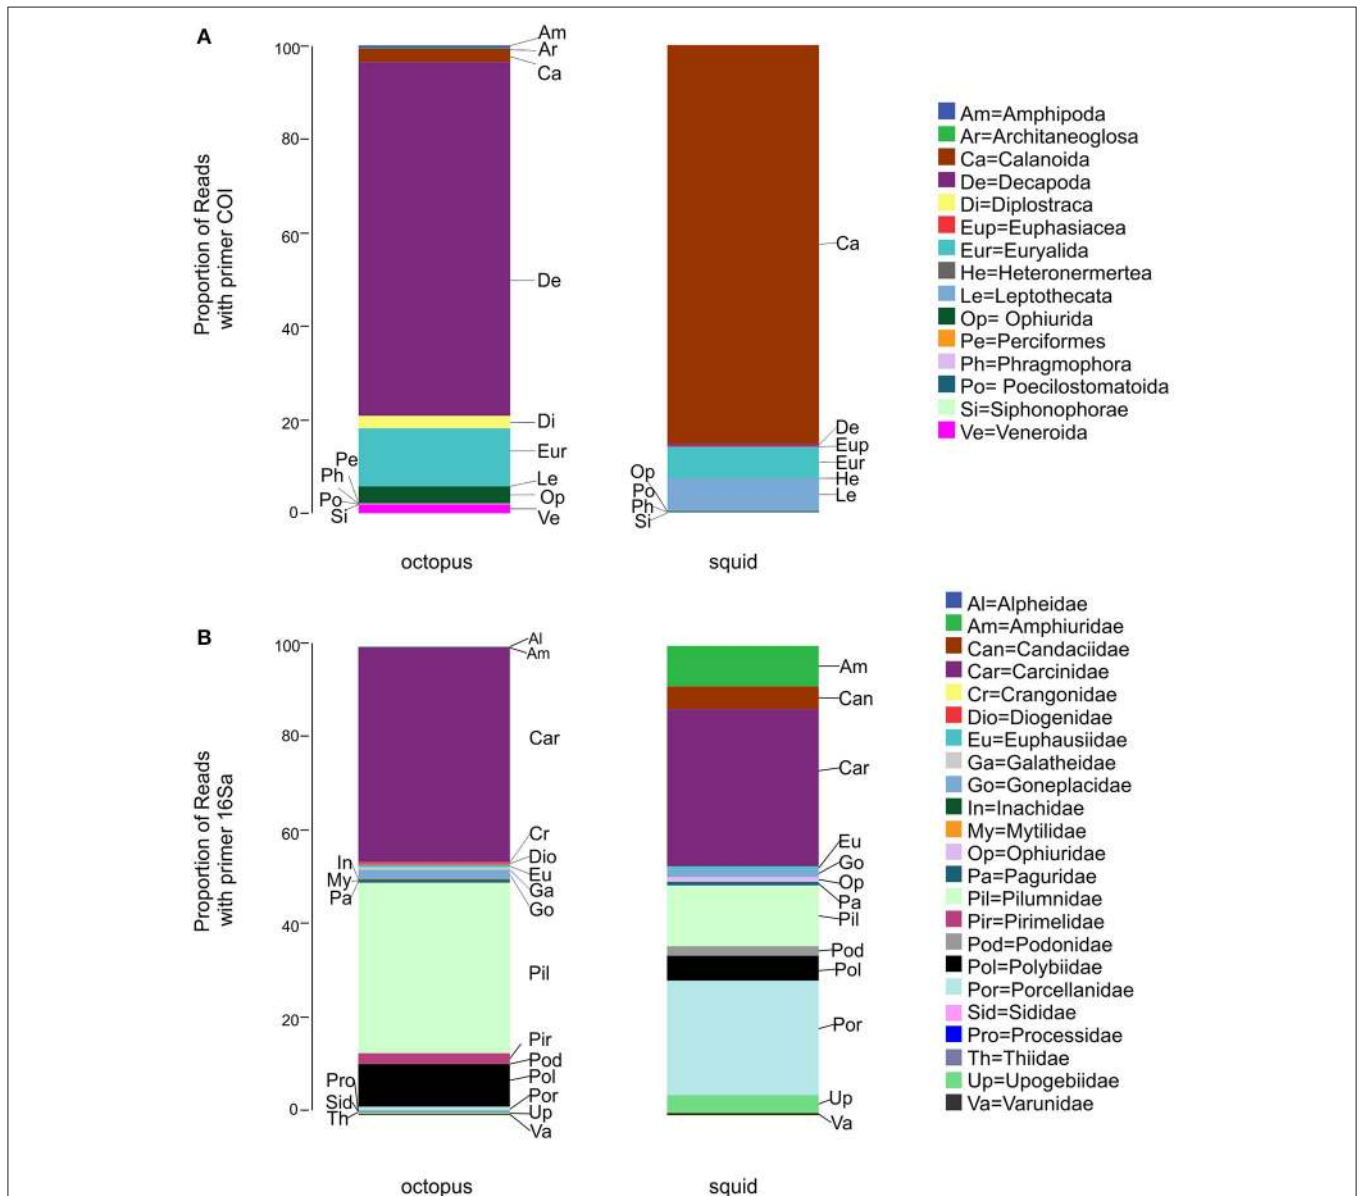 A
100
80
60
40
20
0
Proportion of Reads
with primer COI
Am
Ar
Ca
De
Di
Eur
Le
Op
Ve
Pe
Ph
Po
Si
octopus
Ca
De
Eup
Eur
He
Le
Op
Po
Ph
Si
squid
Am=Amphipoda
Ar=Architaneoglosa
Ca=Calanoida
De=Decapoda
Di=Diplostraca
Eup=Euphasiacea
Eur=Euryalida
He=Heteronermertea
Le=Leptothecata
Op= Ophiurida
Pe=Perciformes
Ph=Phragmophora
Po= Poecilostomatoida
Si=Siphonophorae
Ve=Veneroida
B
100
80
60
40
20
0
Proportion of Reads
with primer 16Sa
Al
Am
Car
Cr
Dio
Eu
Ga
Go
In
My
Pa
Pil
Pir
Pod
Pol
Por
Up
Va
Pro
Sid
Th
octopus
Am
Can
Car
Eu
Go
Op
Pa
Pil
Pod
Pol
Por
Up
Va
squid
Al=Alpheidae
Am=Amphiuridae
Can=Candaciidae
Car=Carcinidae
Cr=Crangonidae
Dio=Diogenidae
Eu=Euphausiidae
Ga=Galatheidae
Go=Goneplacidae
In=Inachidae
My=Mytilidae
Op=Ophiuridae
Pa=Paguridae
Pil=Pilumnidae
Pir=Pirimelidae
Pod=Podonidae
Pol=Polybiidae
Por=Porcellanidae
Sid=Sididae
Pro=Processidae
Th=Thiidae
Up=Upogebiidae
Va=Varunidae